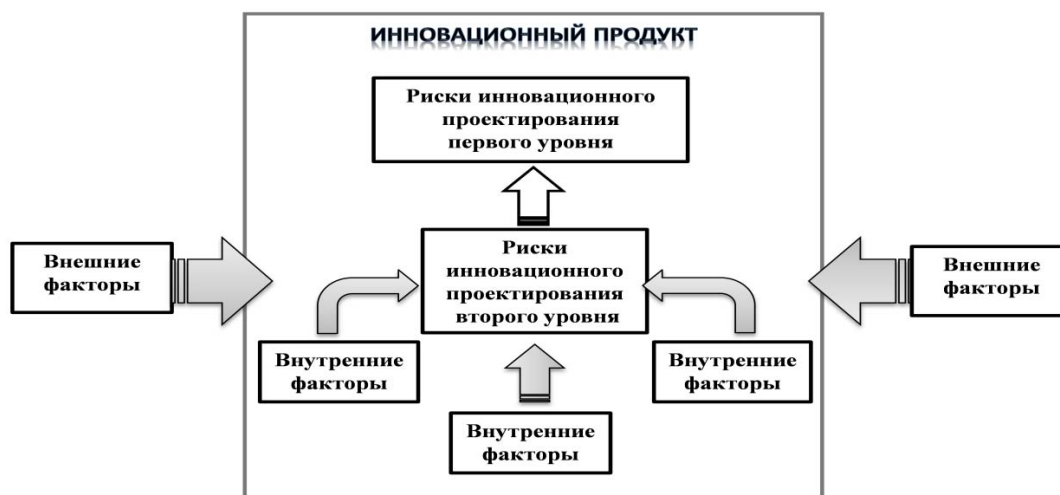 ИННОВАЦИОННЫЙ ПРОДУКТ
Риски инновационного
проектирования
первого уровня
Внешние
факторы
Риски
инновационного
проектирования
второго уровня
Внешние
факторы
Внутренние
факторы
Внутренние
факторы
Внутренние
факторы